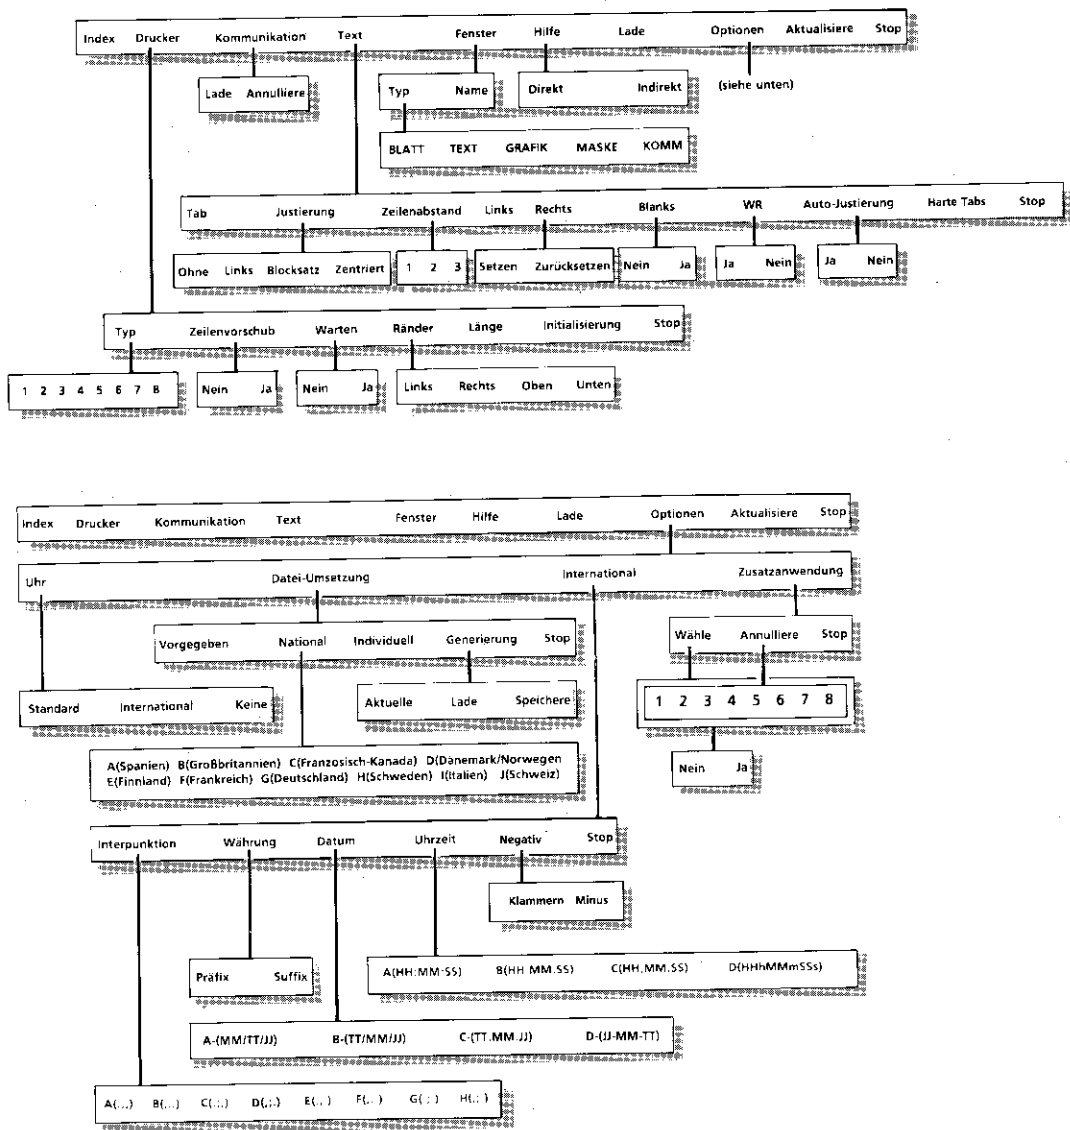 Index Drucker Kommunikation Text Fenster Hilfe Lade Optionen Aktualisiere Stop
Lade Annulliere
Typ Name
Direkt Indirekt
(siehe unten)
BLATT TEXT GRAFIK MASKE KOMM
Tab Justierung Zeilenabstand Links Rechts Blanks WR Auto-Justierung Harte Tabs Stop
Ohne Links Blocksatz Zentriert
1 2 3
Setzen Zurücksetzen
Nein Ja
Ja Nein
Ja Nein
Typ Zeilenvorschub Warten Ränder Länge Initialisierung Stop
1 2 3 4 5 6 7 8
Nein Ja
Nein Ja
Links Rechts Oben Unten
Index Drucker Kommunikation Text Fenster Hilfe Lade Optionen Aktualisiere Stop
Uhr Datei-Umsetzung International Zusatzanwendung
Vorgegeben National Individuell Generierung Stop
Wähle Annulliere Stop
Standard International Keine
Aktuelle Lade Speichere
1 2 3 4 5 6 7 8
A(Spanien) B(Großbritannien) C(Französisch-Kanada) D(Dänemark/Norwegen
E(Finnland) F(Frankreich) G(Deutschland) H(Schweden) I(Italien) J(Schweiz)
Nein Ja
Interpunktion Währung Datum Uhrzeit Negativ Stop
Klammern Minus
Präfix Suffix
A(HH:MM:SS) B(HH.MM.SS) C(HH,MM,SS) D(HHhMMmSSs)
A-(MM/TT/JJ) B-(TT/MM/JJ) C-(TT.MM.JJ) D-(JJ-MM-TT)